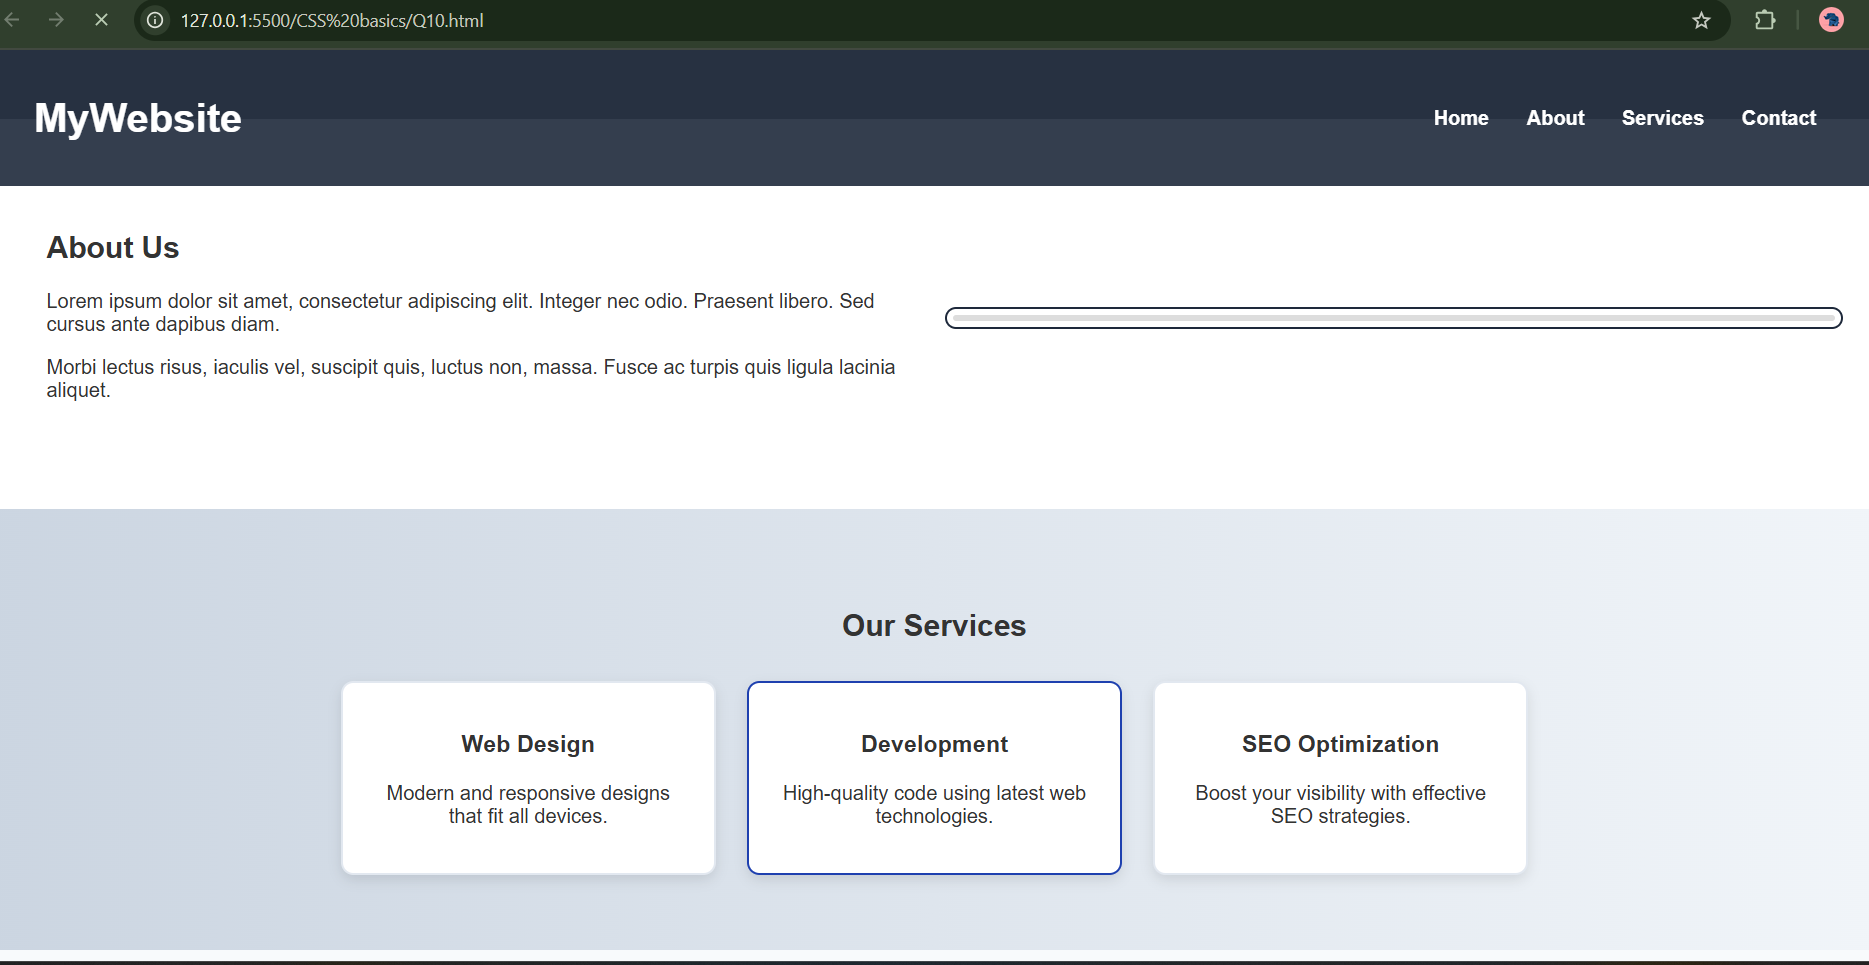 127.0.0.1:5500/CSS%20basics/Q10.html
MyWebsite
Home About Services Contact
About Us
Lorem ipsum dolor sit amet, consectetur adipiscing elit. Integer nec odio. Praesent libero. Sed
cursus ante dapibus diam.
Morbi lectus risus, iaculis vel, suscipit quis, luctus non, massa. Fusce ac turpis quis ligula lacinia
aliquet.
Our Services
Web Design
Modern and responsive designs
that fit all devices.
Development
High-quality code using latest web
technologies.
SEO Optimization
Boost your visibility with effective
SEO strategies.